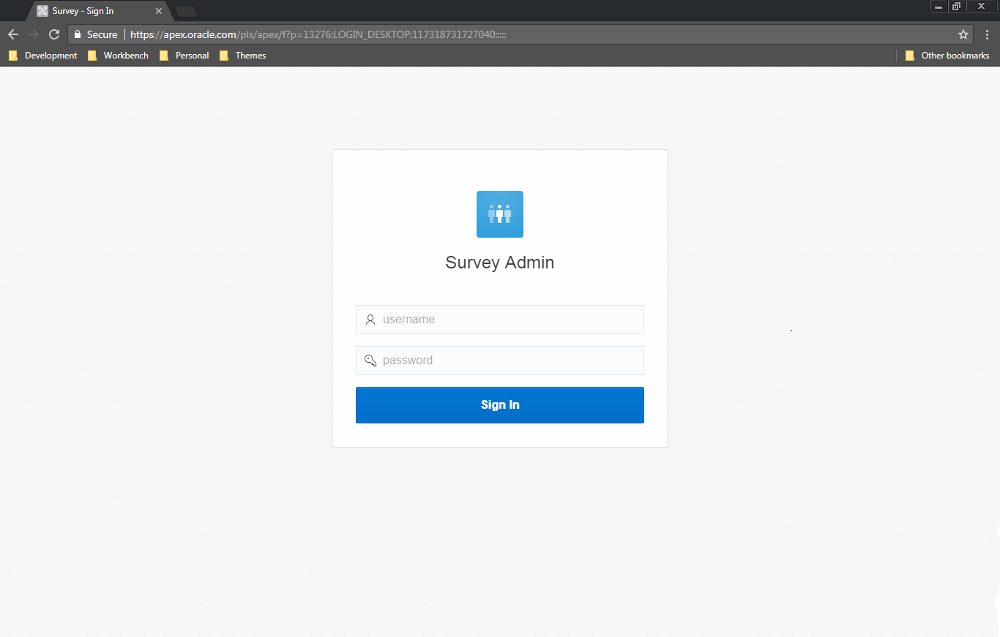 Survey - Sign In
Secure https://apex.oracle.com/pls/apex/f?p=13276:LOGIN_DESKTOP:117318731727040:::::
Development Workbench Personal Themes Other bookmarks
Survey Admin
username
password
Sign In